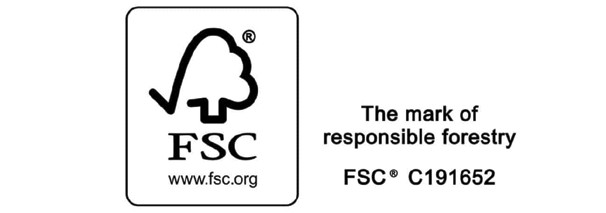 ®
FSC
www.fsc.org
The mark of
responsible forestry
FSC® C191652